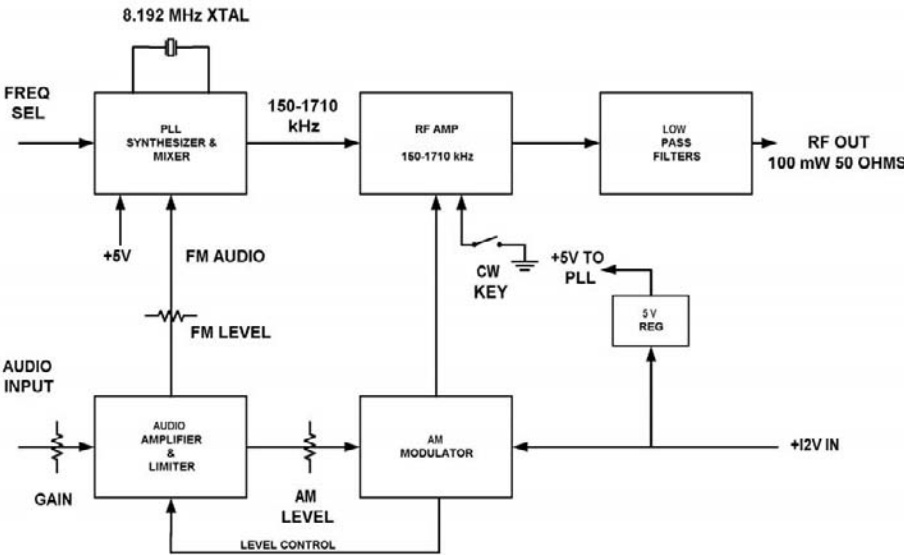 8.192 MHz XTAL
FREQ
SEL
PLL
SYNTHESIZER &
MIXER
150-1710
kHz
RF AMP
150-1710 kHz
LOW
PASS
FILTERS
RF OUT
100 mW 50 OHMS
+5V
FM AUDIO
CW
KEY
+5V TO
PLL
5 V
REG
FM LEVEL
AUDIO
INPUT
AUDIO
AMPLIFIER
&
LIMITER
GAIN
AM
LEVEL
AM
MODULATOR
+I2V IN
LEVEL CONTROL